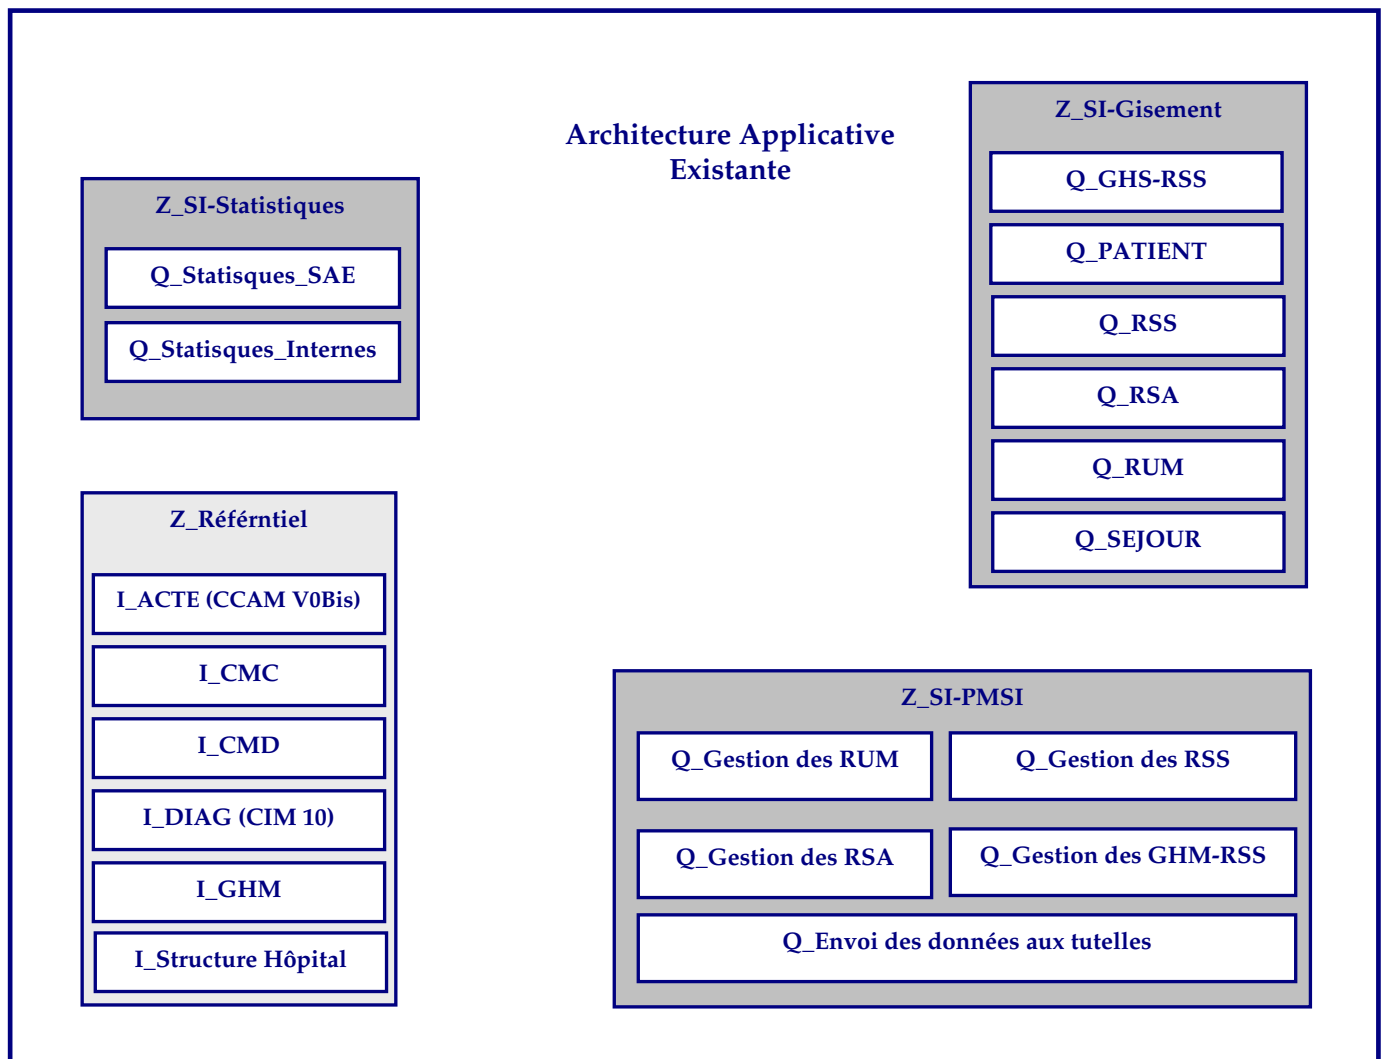 Architecture Applicative
Existante
Z_SI-Statistiques
Q_Statisques_SAE
Q_Statisques_Internes
Z_Référntiel
I_ACTE (CCAM V0Bis)
I_CMC
I_CMD
I_DIAG (CIM 10)
I_GHM
I_Structure Hôpital
Z_SI-Gisement
Q_GHS-RSS
Q_PATIENT
Q_RSS
Q_RSA
Q_RUM
Q_SEJOUR
Z_SI-PMSI
Q_Gestion des RUM
Q_Gestion des RSS
Q_Gestion des RSA
Q_Gestion des GHM-RSS
Q_Envoi des données aux tutelles